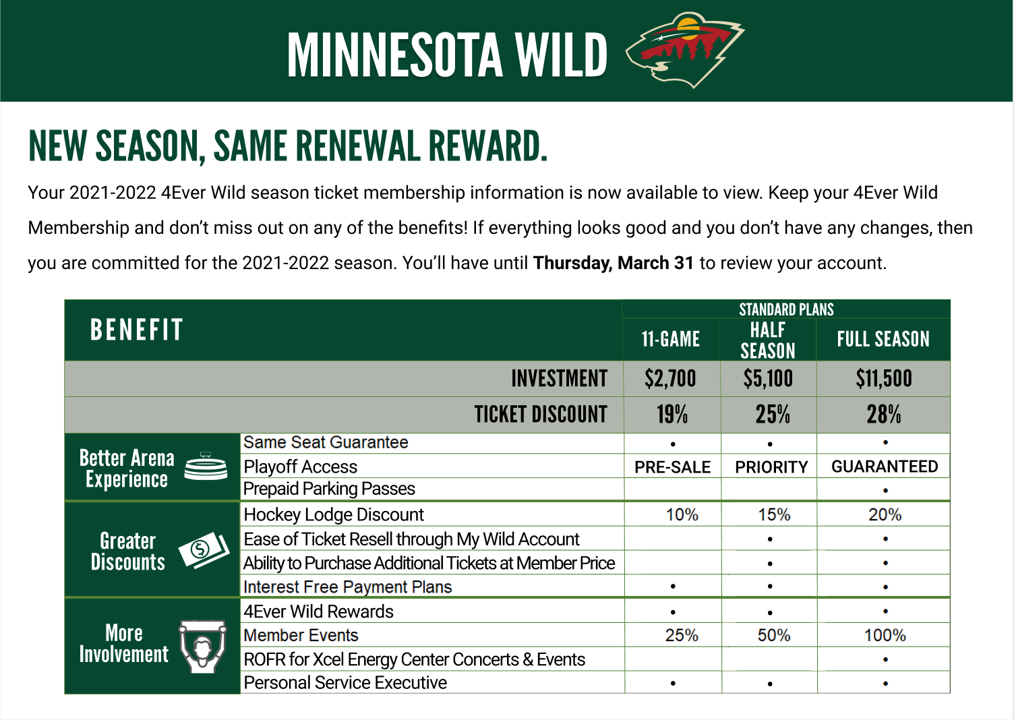 MINNESOTA WILD
NEW SEASON, SAME RENEWAL REWARD.
Your 2021-2022 4Ever Wild season ticket membership information is now available to view. Keep your 4Ever Wild
Membership and don’t miss out on any of the benefits! If everything looks good and you don’t have any changes, then
you are committed for the 2021-2022 season. You’ll have until Thursday, March 31 to review your account.
BENEFIT
STANDARD PLANS
11-GAME
HALF
SEASON
FULL SEASON
INVESTMENT $2,700 $5,100 $11,500
TICKET DISCOUNT 19% 25% 28%
Better Arena
Experience
Same Seat Guarantee • • •
Playoff Access PRE-SALE PRIORITY GUARANTEED
Prepaid Parking Passes •
Greater
Discounts
Hockey Lodge Discount 10% 15% 20%
Ease of Ticket Resell through My Wild Account • •
Ability to Purchase Additional Tickets at Member Price • •
Interest Free Payment Plans • • •
More
Involvement
4Ever Wild Rewards • • •
Member Events 25% 50% 100%
ROFR for Xcel Energy Center Concerts & Events •
Personal Service Executive • • •